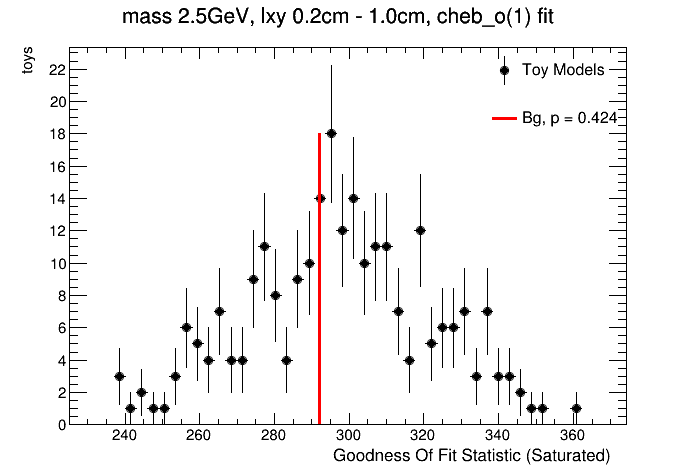 mass 2.5GeV, lxy 0.2cm - 1.0cm, cheb_o(1) fit
toys
22
20
18
16
14
12
10
8
6
4
2
0
Toy Models
Bg, p = 0.424
240 260 280 300 320 340 360
Goodness Of Fit Statistic (Saturated)